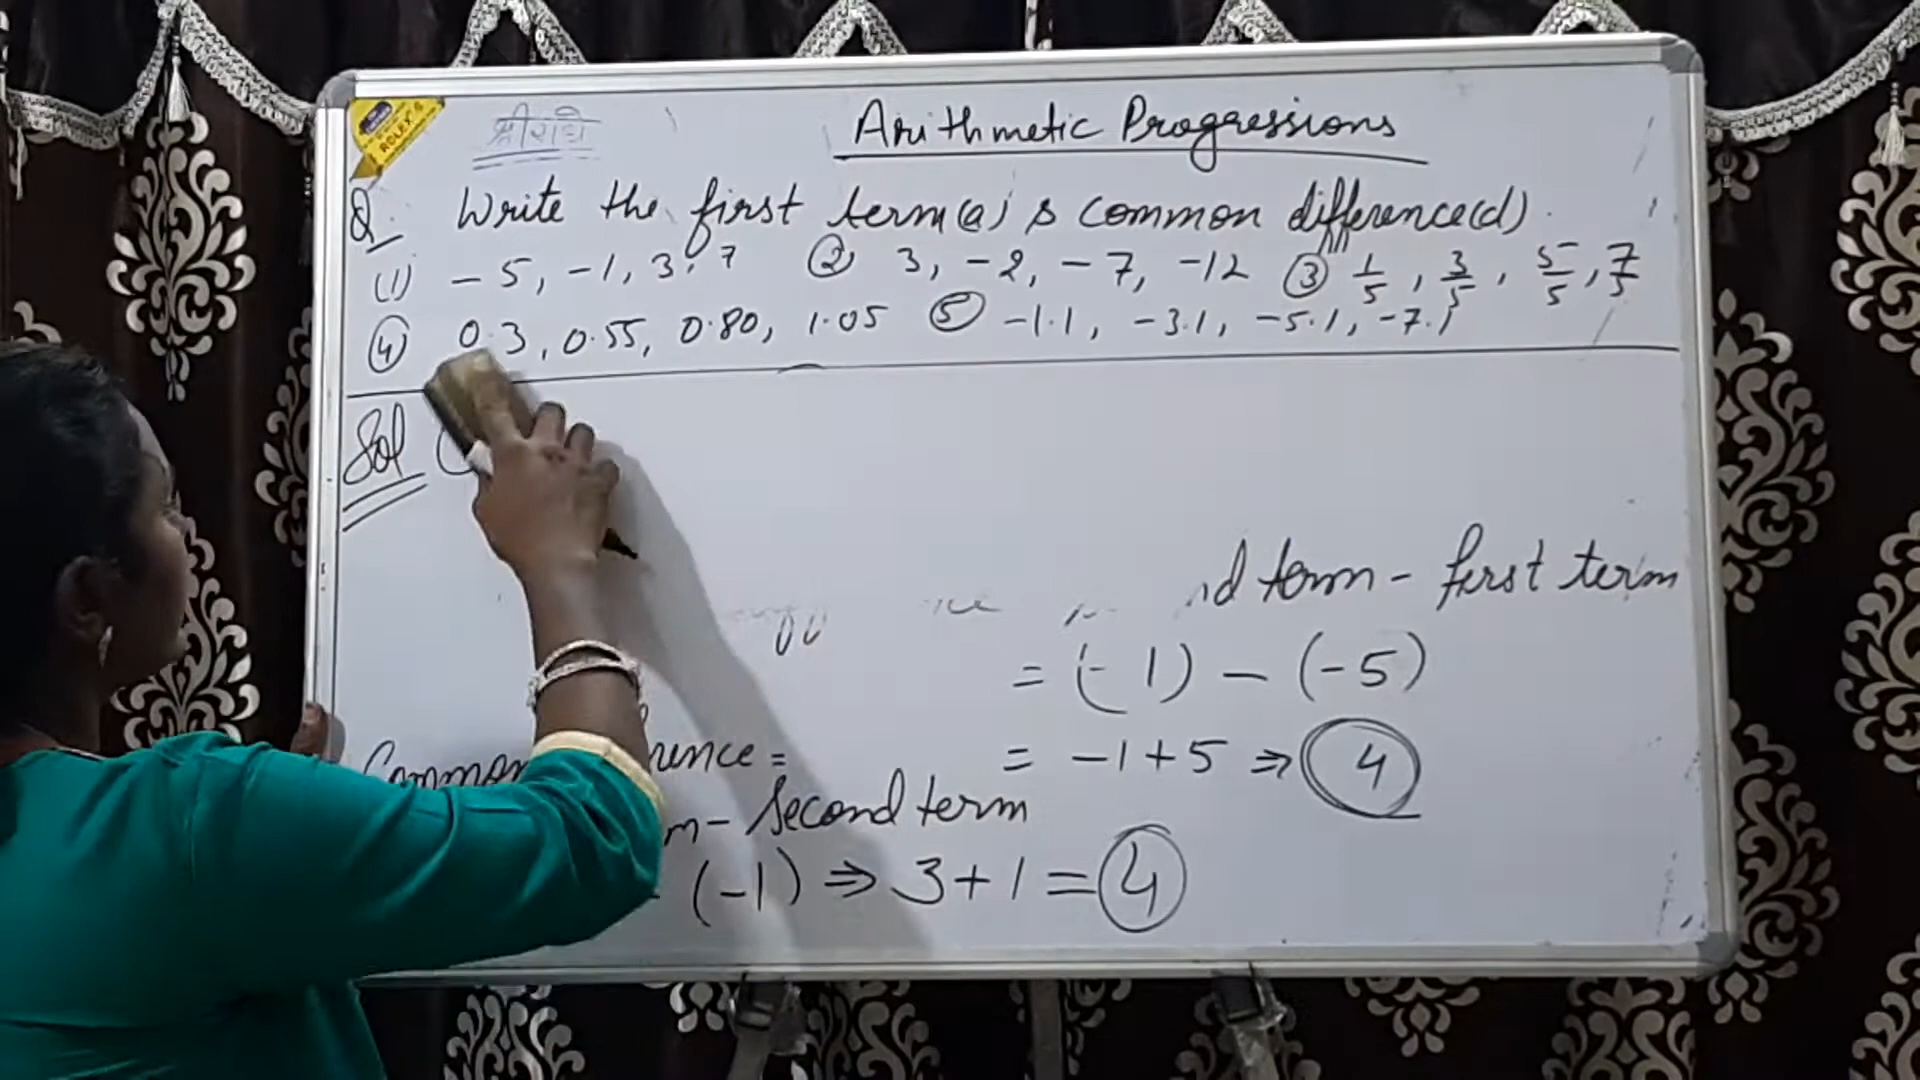 श्रीराधे
Arithmetic Progressions
Q. Write the first term(a) & common difference(d).
(1) -5, -1, 3, 7 ② 3, -2, -7, -12 ③ 1/5, 3/5, 5/5, 7/5
④ 0.3, 0.55, 0.80, 1.05 ⑤ -1.1, -3.1, -5.1, -7.1
Sol (
term - first term
= (-1) - (-5)
Common = = -1+5 ⇒ 4
- Second term
(-1) ⇒ 3+1 = 4
ROLEX